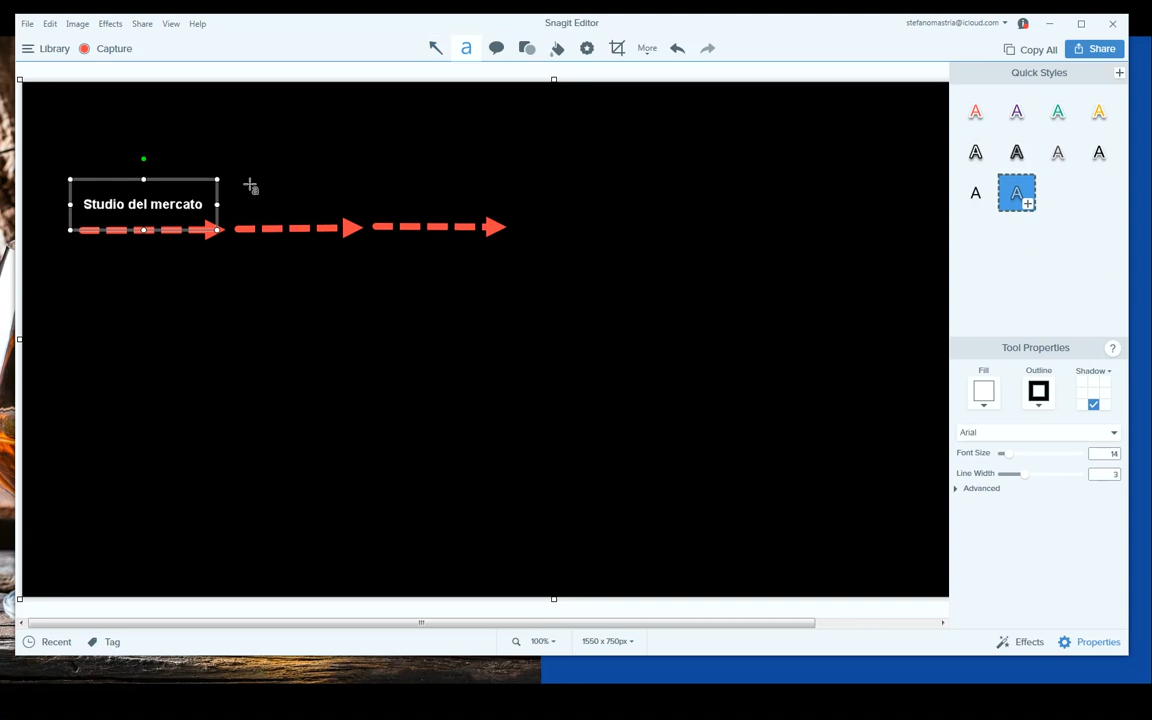 File Edit Image Effects Share View Help
Snagit Editor
stefanomastria@icloud.com
Library Capture
a
More
Copy All Share
Quick Styles
A A A A
A A A A
A A
Studio del mercato
Tool Properties ?
Fill Outline Shadow
Arial
Font Size 14
Line Width 3
Advanced
Recent Tag
100% 1550 x 750px
Effects Properties